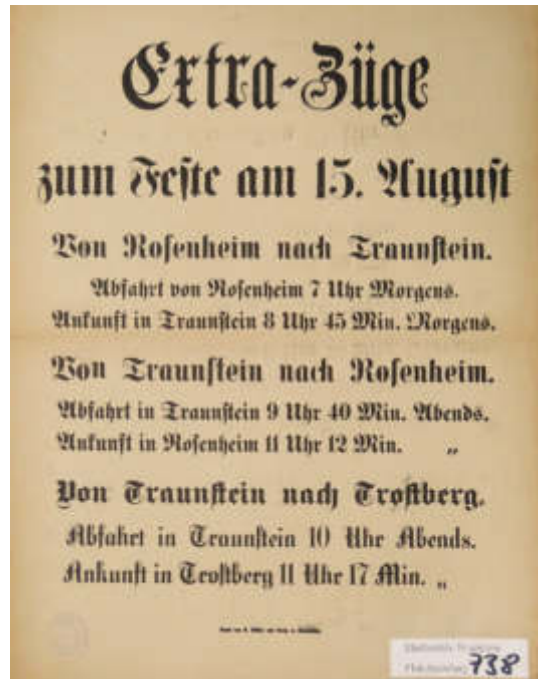 Extra-Züge
zum Feste am 15. August
Von Rosenheim nach Traunstein.
Abfahrt von Rosenheim 7 Uhr Morgens.
Ankunft in Traunstein 8 Uhr 45 Min. Morgens.
Von Traunstein nach Rosenheim.
Abfahrt in Traunstein 9 Uhr 40 Min. Abends.
Ankunft in Rosenheim 11 Uhr 12 Min. „
Von Traunstein nach Trostberg.
Abfahrt in Traunstein 10 Uhr Abends.
Ankunft in Trostberg 11 Uhr 17 Min. „
738